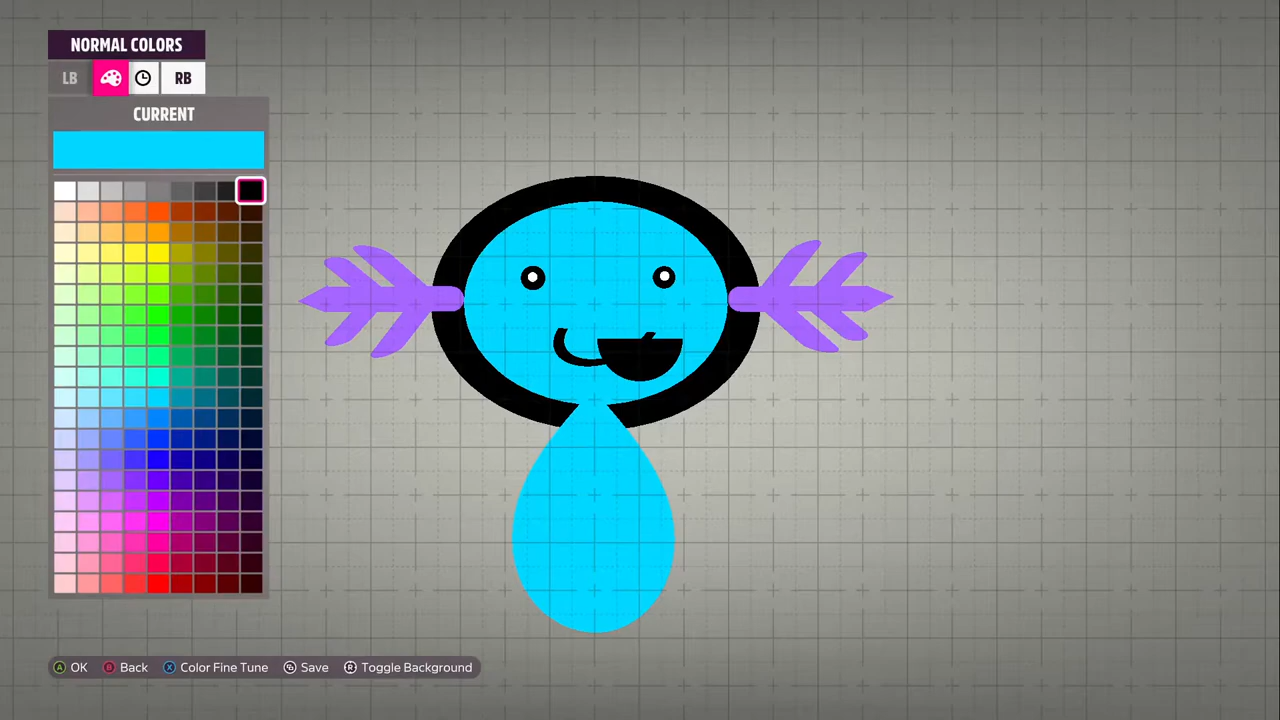 NORMAL COLORS
LB RB
CURRENT
A OK B Back X Color Fine Tune Save R Toggle Background